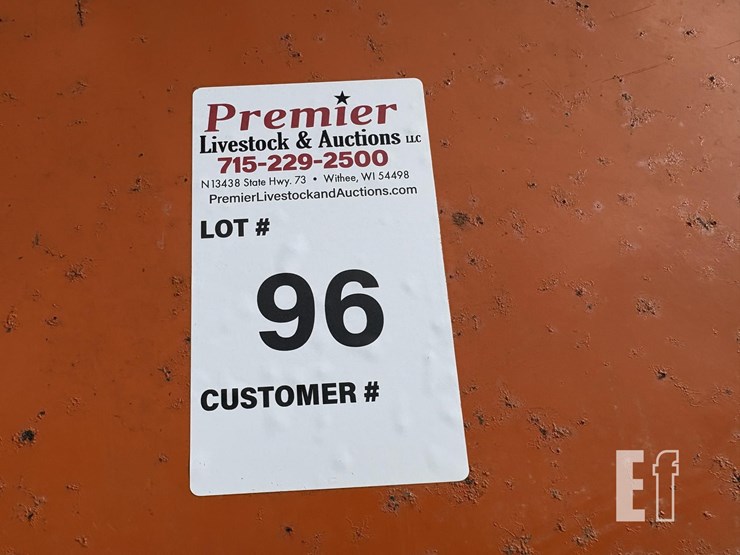 Premier
Livestock & Auctions LLC
715-229-2500
N13438 State Hwy. 73 • Withee, WI 54498
PremierLivestockandAuctions.com
LOT #
96
CUSTOMER #
Ef